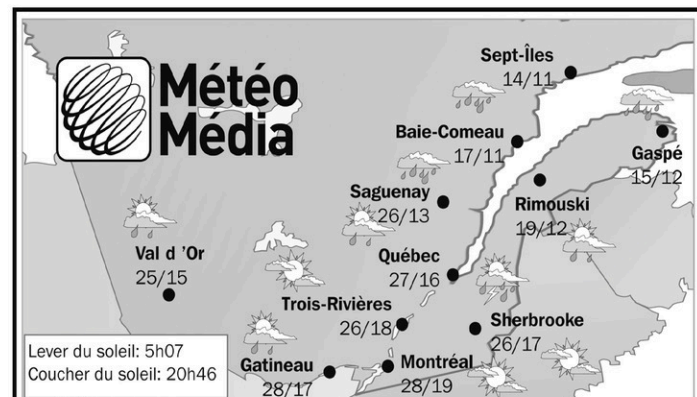 Météo
Média
Sept-Îles
14/11
Baie-Comeau
17/11
Gaspé
15/12
Saguenay
26/13
Rimouski
19/12
Val d 'Or
25/15
Québec
27/16
Trois-Rivières
26/18
Sherbrooke
26/17
Lever du soleil: 5h07
Coucher du soleil: 20h46
Gatineau
28/17
Montréal
28/19